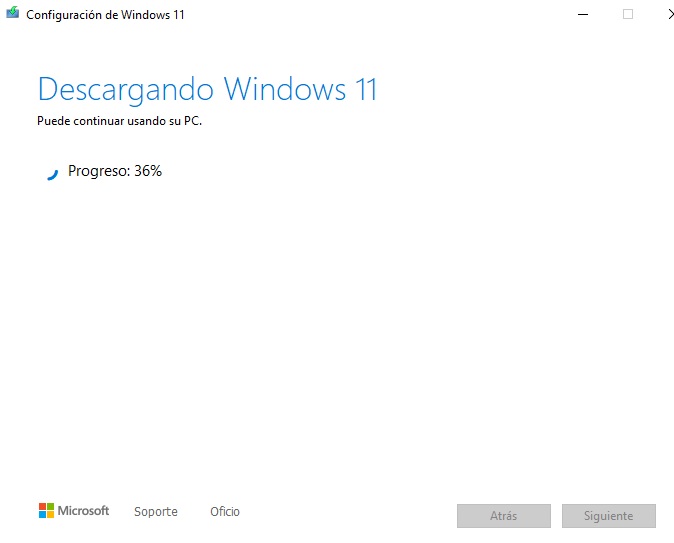 Configuración de Windows 11
Descargando Windows 11
Puede continuar usando su PC.
Progreso: 36%
Microsoft Soporte Oficio
Atrás Siguiente